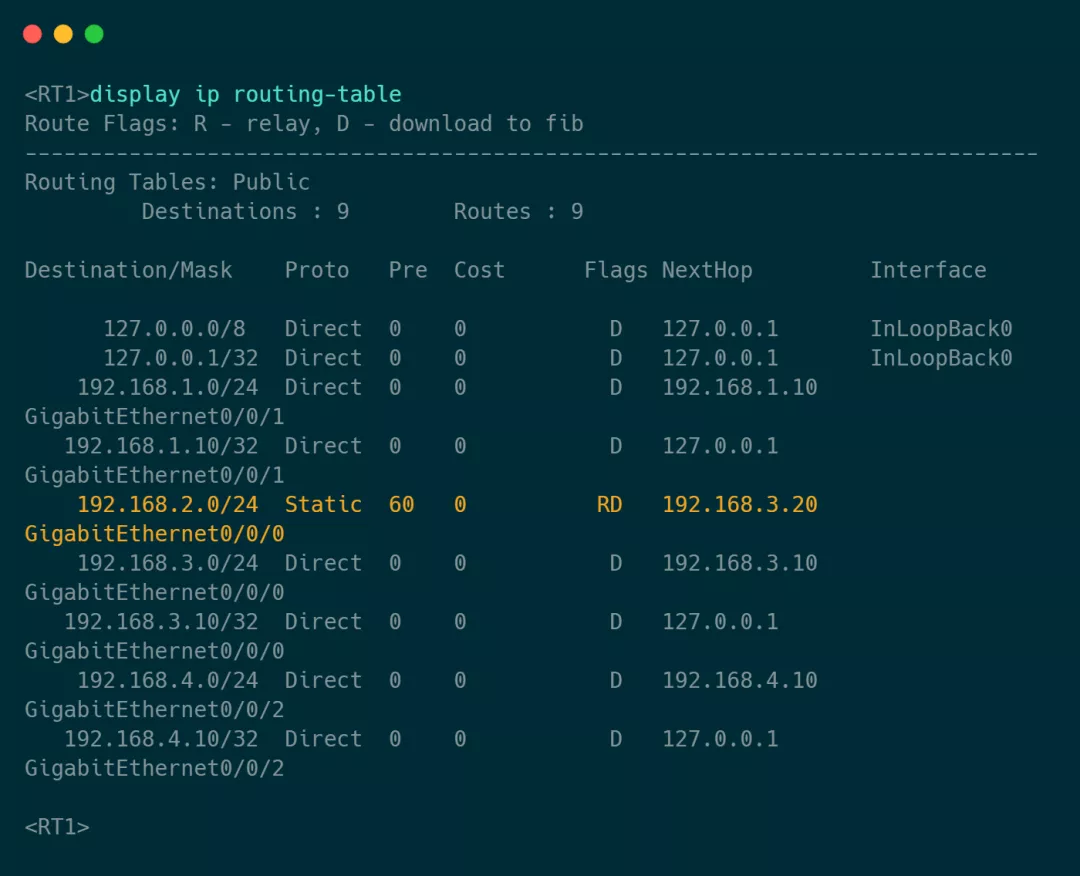 <RT1>display ip routing-table
Route Flags: R - relay, D - download to fib
------------------------------------------------------------------------------
Routing Tables: Public
         Destinations : 9        Routes : 9

Destination/Mask    Proto   Pre  Cost      Flags NextHop         Interface

      127.0.0.0/8   Direct  0    0           D   127.0.0.1       InLoopBack0
      127.0.0.1/32  Direct  0    0           D   127.0.0.1       InLoopBack0
    192.168.1.0/24  Direct  0    0           D   192.168.1.10
GigabitEthernet0/0/1
   192.168.1.10/32  Direct  0    0           D   127.0.0.1
GigabitEthernet0/0/1
    192.168.2.0/24  Static  60   0          RD   192.168.3.20
GigabitEthernet0/0/0
    192.168.3.0/24  Direct  0    0           D   192.168.3.10
GigabitEthernet0/0/0
   192.168.3.10/32  Direct  0    0           D   127.0.0.1
GigabitEthernet0/0/0
    192.168.4.0/24  Direct  0    0           D   192.168.4.10
GigabitEthernet0/0/2
   192.168.4.10/32  Direct  0    0           D   127.0.0.1
GigabitEthernet0/0/2

<RT1>